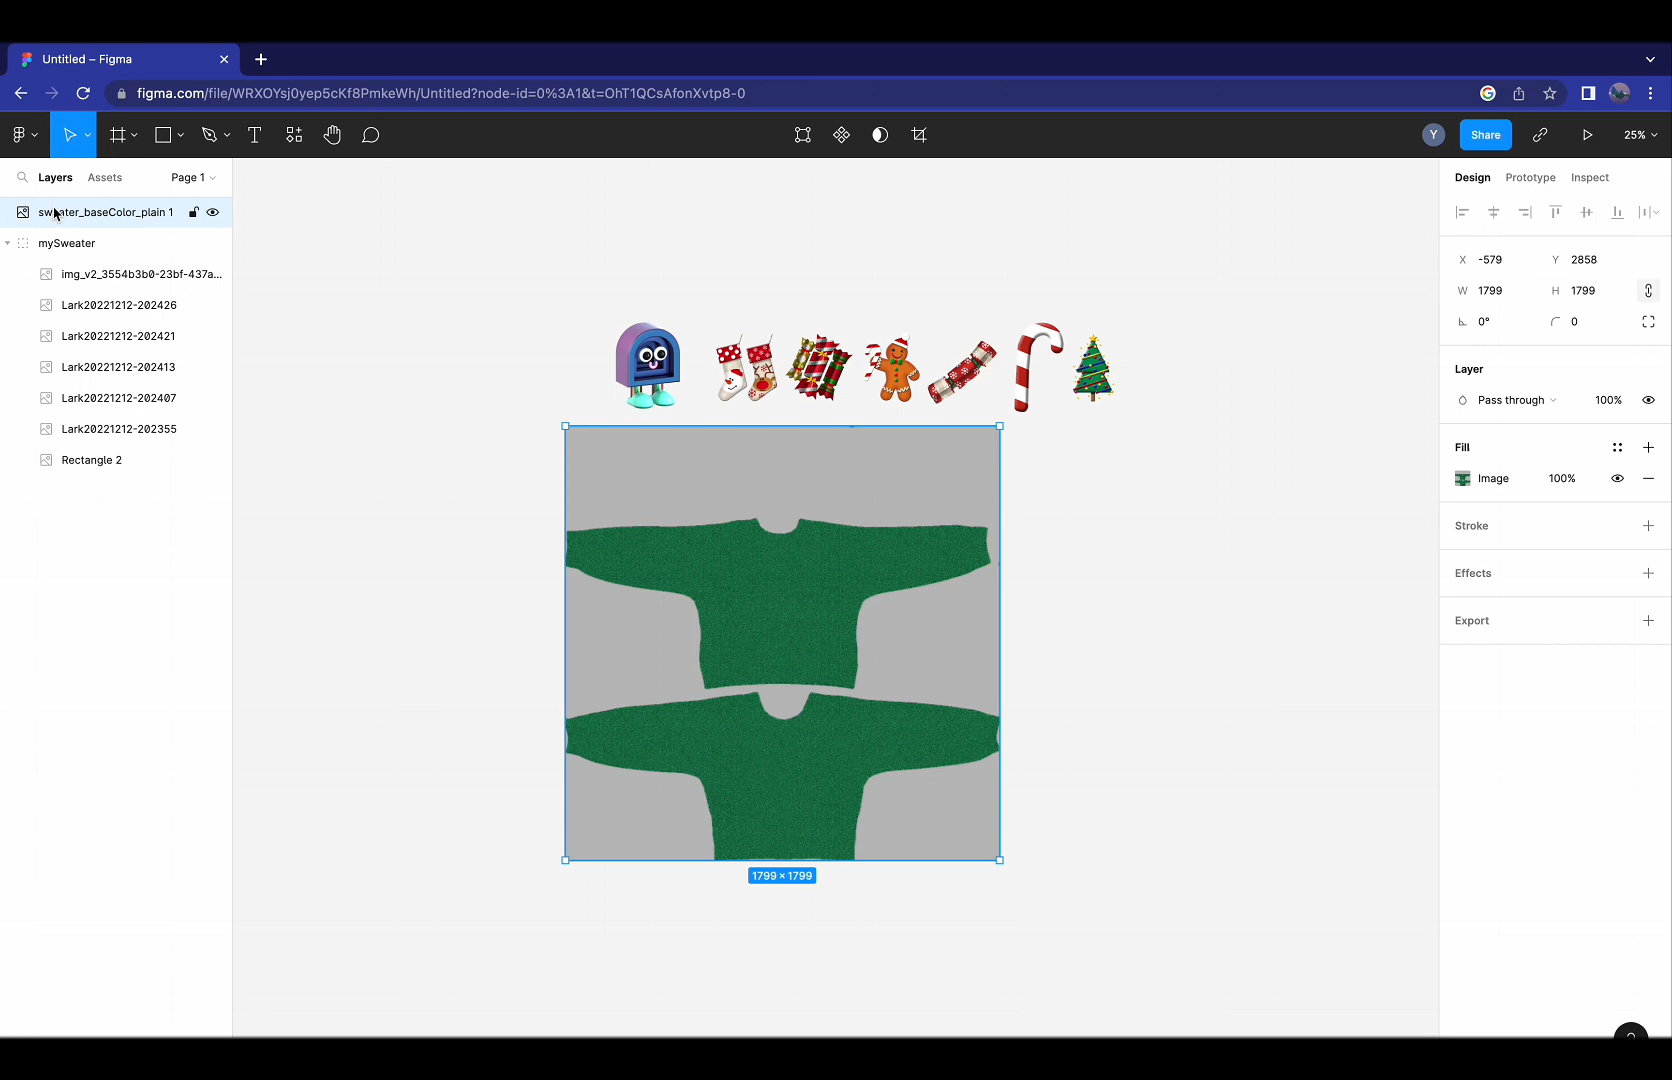 Untitled – Figma
figma.com/file/WRXOYsj0yep5cKf8PmkeWh/Untitled?node-id=0%3A1&t=OhT1QCsAfonXvtp8-0
Y
Share
25%
Layers
Assets
Page 1
sweater_baseColor_plain 1
mySweater
img_v2_3554b3b0-23bf-437a...
Lark20221212-202426
Lark20221212-202421
Lark20221212-202413
Lark20221212-202407
Lark20221212-202355
Rectangle 2
1799 × 1799
Design
Prototype
Inspect
X -579
Y 2858
W 1799
H 1799
0°
0
Layer
Pass through
100%
Fill
Image
100%
Stroke
Effects
Export